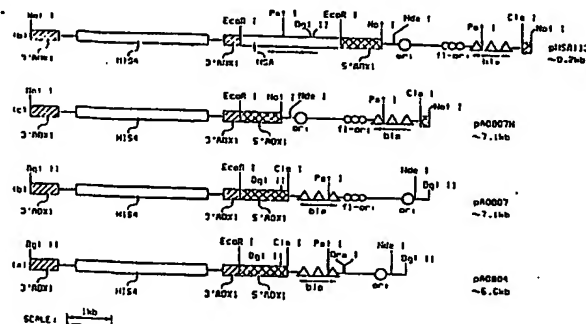 Not I EcoR I Pst I Bgl II EcoR I Not I Nde I Pst I Cla I Not I
3'AOX1 HIS4 3'AOX1 HSA 5'AOX1 ori f1-ori bla
(c) EcoR I Not I Nde I Pst I Cla I Not I
pAO807N
~7.1kb
3'AOX1 HIS4 3'AOX1 5'AOX1 ori f1-ori bla
(b) Bgl II EcoR I Bgl II Cla I Pst I Nde I Bgl II
pAO807
~7.1kb
3'AOX1 HIS4 3'AOX1 5'AOX1 bla f1-ori ori
(a) Bgl II EcoR I Bgl II Cla I Pst I Nde I Bgl II
pAO804
~6.6kb
3'AOX1 HIS4 3'AOX1 5'AOX1 bla ori
SCALE: 1kb